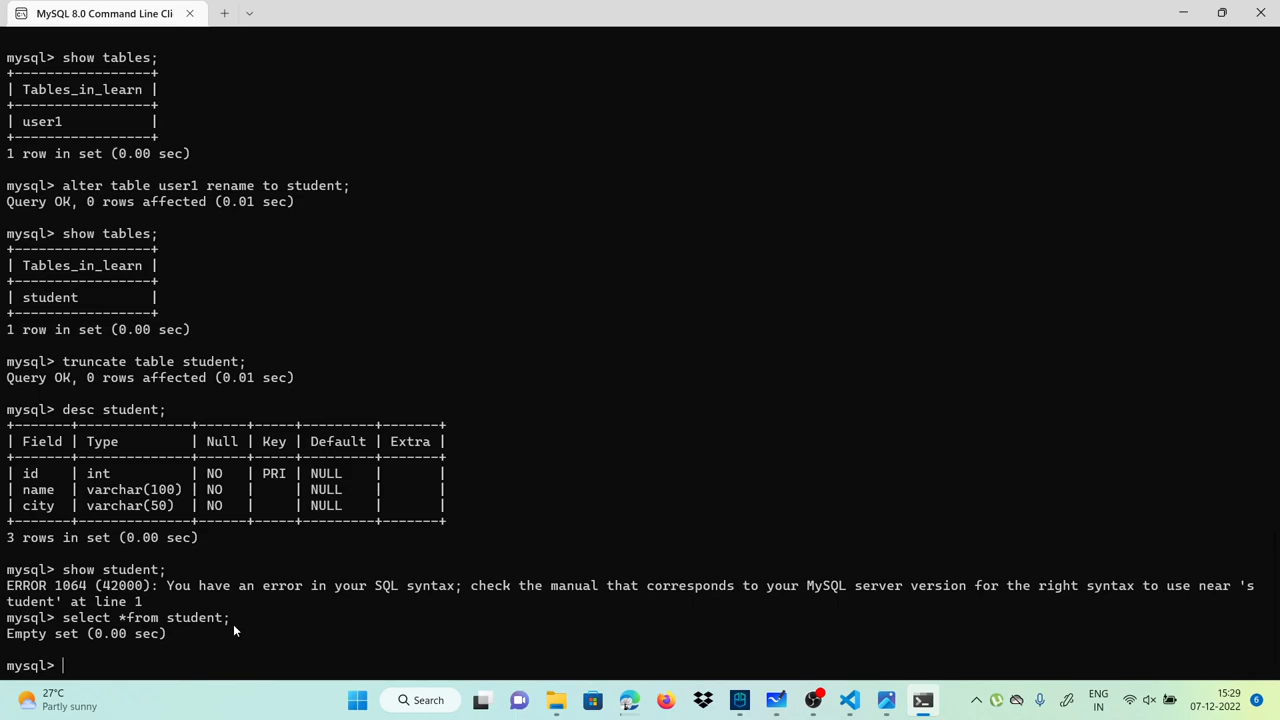 MySQL 8.0 Command Line Cli
mysql> show tables;
+-----------------+
| Tables_in_learn |
+-----------------+
| user1           |
+-----------------+
1 row in set (0.00 sec)
mysql> alter table user1 rename to student;
Query OK, 0 rows affected (0.01 sec)
mysql> show tables;
+-----------------+
| Tables_in_learn |
+-----------------+
| student         |
+-----------------+
1 row in set (0.00 sec)
mysql> truncate table student;
Query OK, 0 rows affected (0.01 sec)
mysql> desc student;
+-------+--------------+------+-----+---------+-------+
| Field | Type         | Null | Key | Default | Extra |
+-------+--------------+------+-----+---------+-------+
| id    | int          | NO   | PRI | NULL    |       |
| name  | varchar(100) | NO   |     | NULL    |       |
| city  | varchar(50)  | NO   |     | NULL    |       |
+-------+--------------+------+-----+---------+-------+
3 rows in set (0.00 sec)
mysql> show student;
ERROR 1064 (42000): You have an error in your SQL syntax; check the manual that corresponds to your MySQL server version for the right syntax to use near 's
tudent' at line 1
mysql> select *from student;
Empty set (0.00 sec)
mysql>
27°C
Partly sunny
Search
ENG
IN
15:29
07-12-2022
6